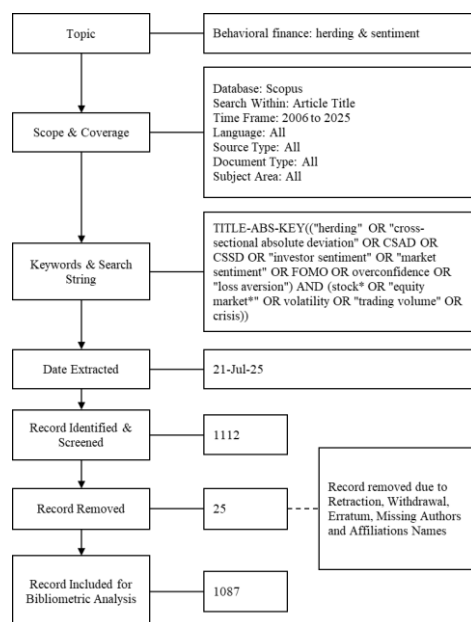 Topic
Behavioral finance: herding & sentiment
Scope & Coverage
Database: Scopus
Search Within: Article Title
Time Frame: 2006 to 2025
Language: All
Source Type: All
Document Type: All
Subject Area: All
Keywords & Search
String
TITLE-ABS-KEY(("herding" OR "cross-
sectional absolute deviation" OR CSAD OR
CSSD OR "investor sentiment" OR "market
sentiment" OR FOMO OR overconfidence OR
"loss aversion") AND (stock* OR "equity
market*" OR volatility OR "trading volume" OR
crisis))
Date Extracted
21-Jul-25
Record Identified &
Screened
1112
Record Removed
25
Record removed due to
Retraction, Withdrawal,
Erratum, Missing Authors
and Affiliations Names
Record Included for
Bibliometric Analysis
1087